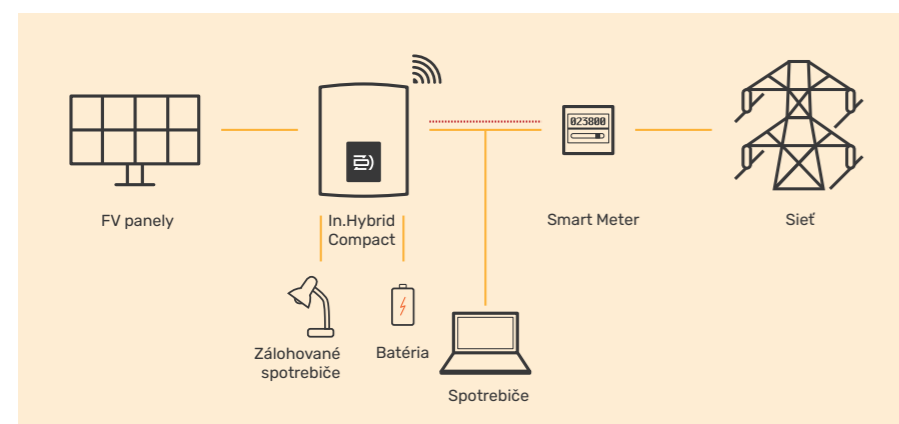 023800
FV panely
In.Hybrid
Compact
Smart Meter
Sieť
Zálohované
spotrebiče
Batéria
Spotrebiče